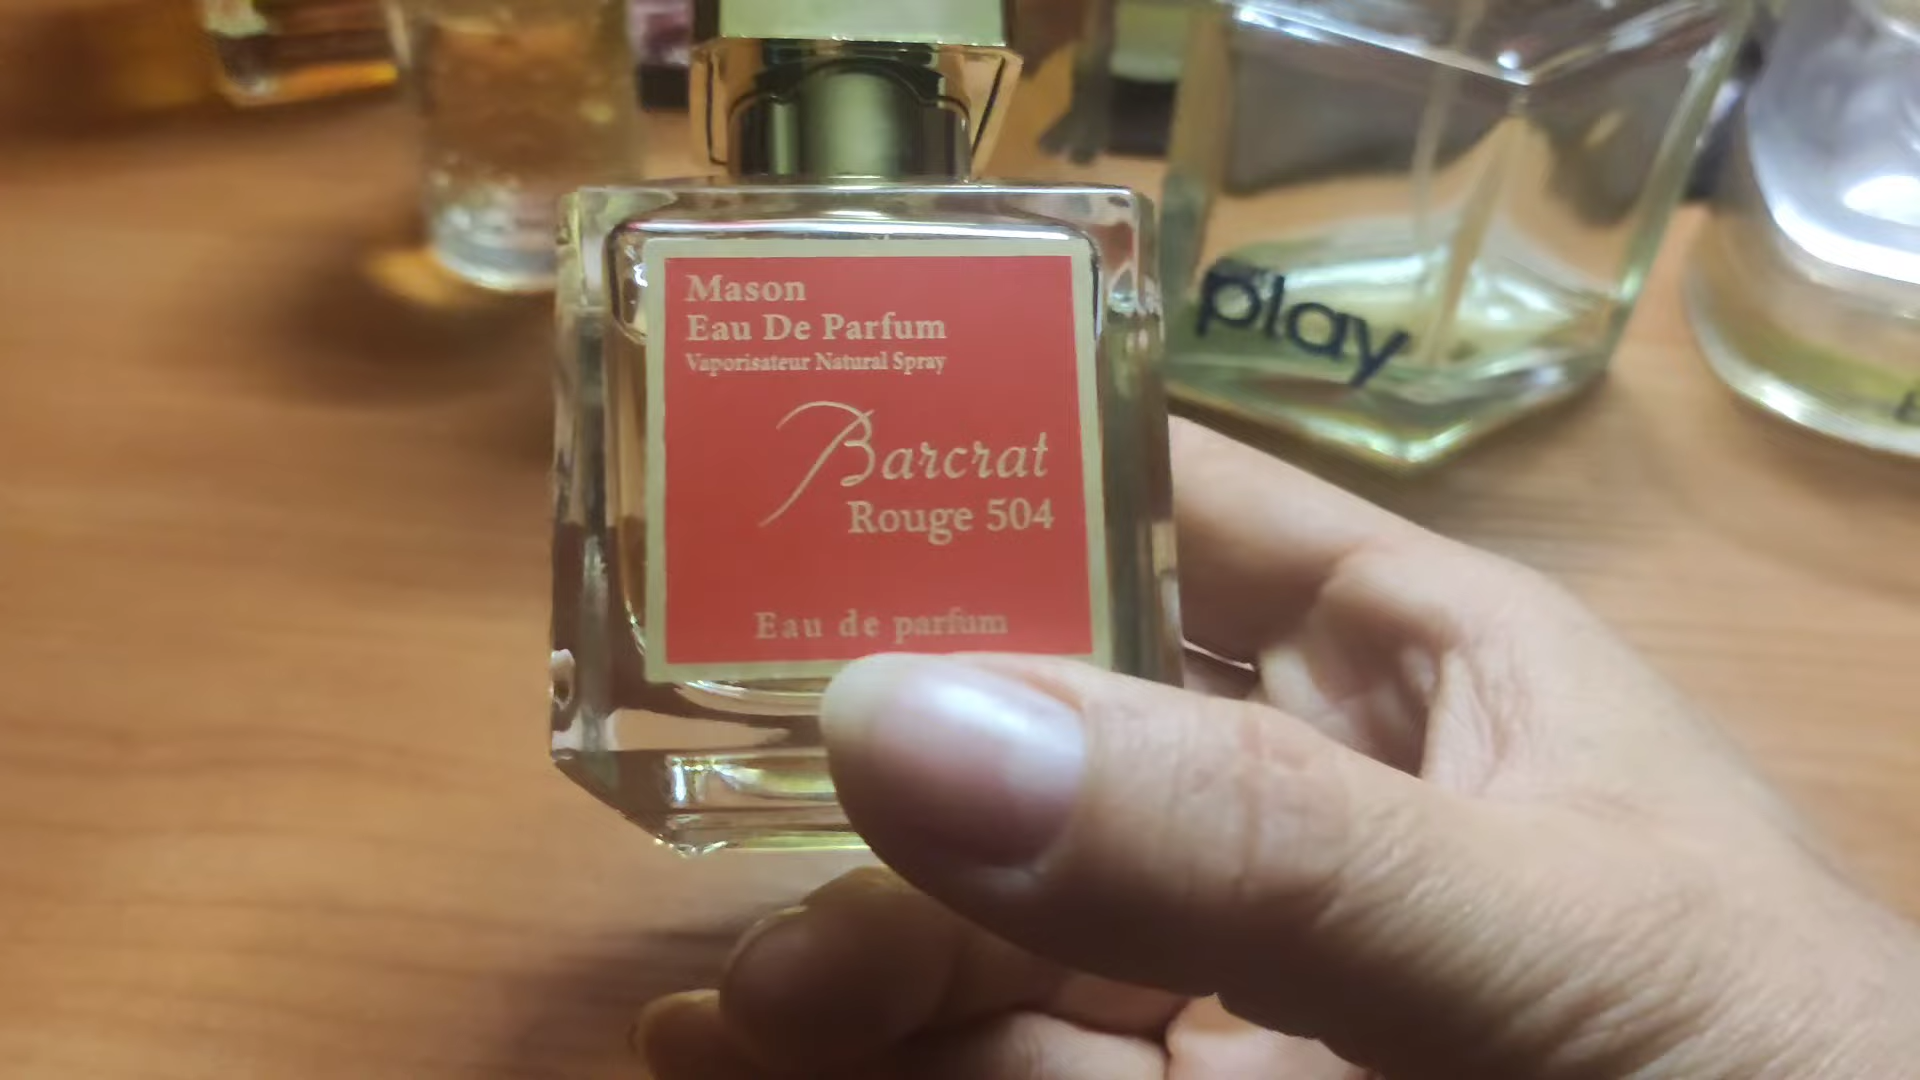 Mason
Eau De Parfum
Vaporisateur Natural Spray
Barcrat
Rouge 504
Eau de parfum
play